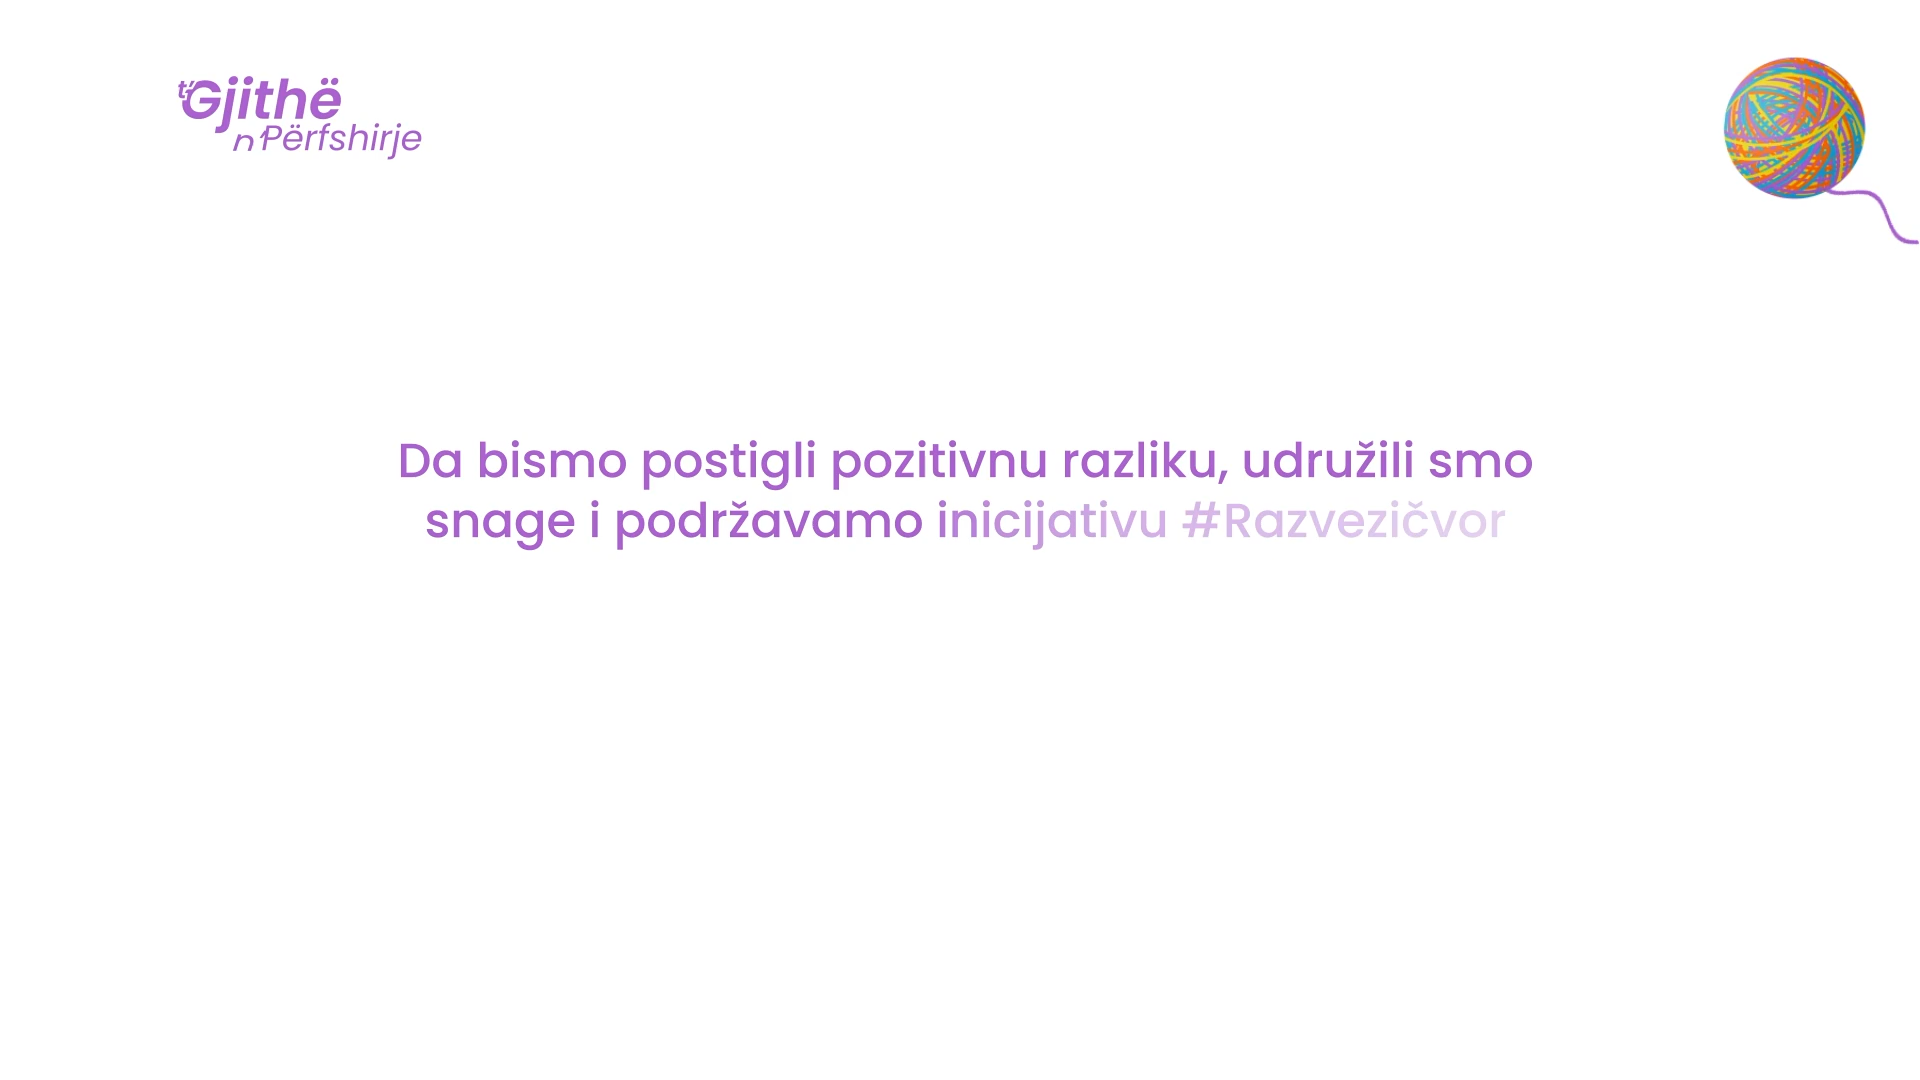 t'Gjithë
n'Përfshirje
Da bismo postigli pozitivnu razliku, udružili smo
snage i podržavamo inicijativu #Razvezičvor